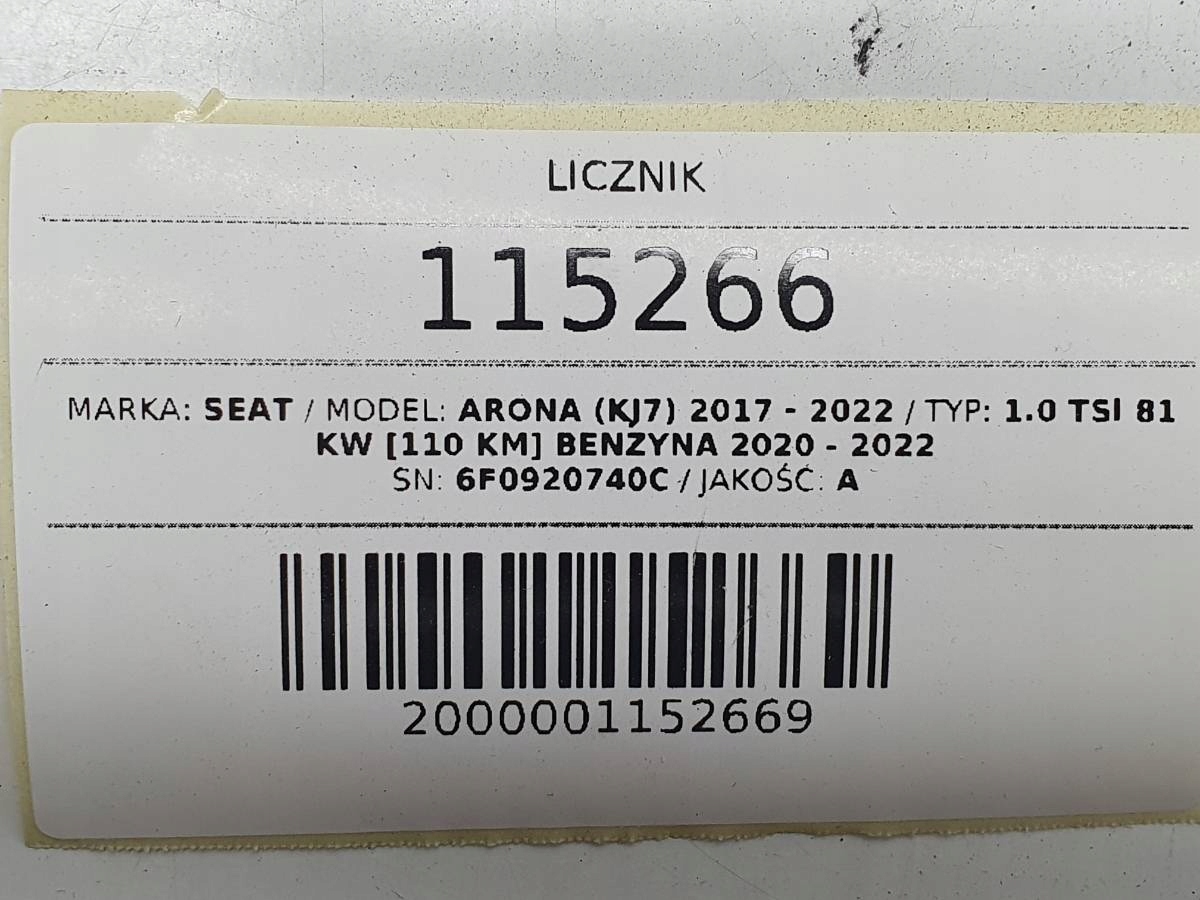 LICZNIK
115266
MARKA: SEAT / MODEL: ARONA (KJ7) 2017 - 2022 / TYP: 1.0 TSI 81
KW [110 KM] BENZYNA 2020 - 2022
SN: 6F0920740C / JAKOŚĆ: A
2000001152669